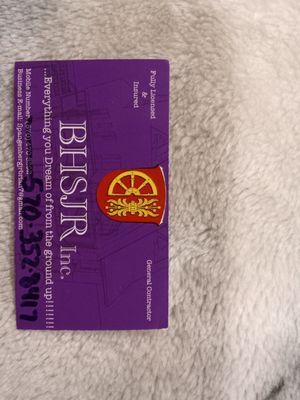 Fully Licensed
&
Insured
General Contractor
BHSJR Inc.
...Everything you Dream of from the ground up!!!!!!!
Mobile Number:
570-352-8417
Business E-mail: